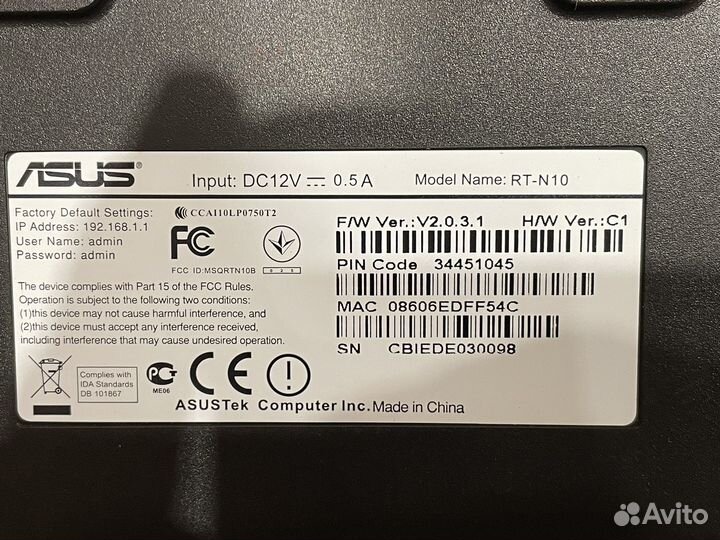 ASUS® Input: DC12V 0.5A Model Name: RT-N10
Factory Default Settings:
IP Address: 192.168.1.1
User Name: admin
Password: admin
CCAI10LP0750T2
FC
FCC ID:MSQRTN10B
025
The device complies with Part 15 of the FCC Rules.
Operation is subject to the following two conditions:
(1)this device may not cause harmful interference, and
(2)this device must accept any interference received,
including interference that may cause undesired operation.
F/W Ver.:V2.0.3.1 H/W Ver.:C1
PIN Code 34451045
MAC 08606EDFF54C
SN CBIEDE030098
Complies with
IDA Standards
DB 101867
ME06
CE
ASUSTek Computer Inc. Made in China
Avito